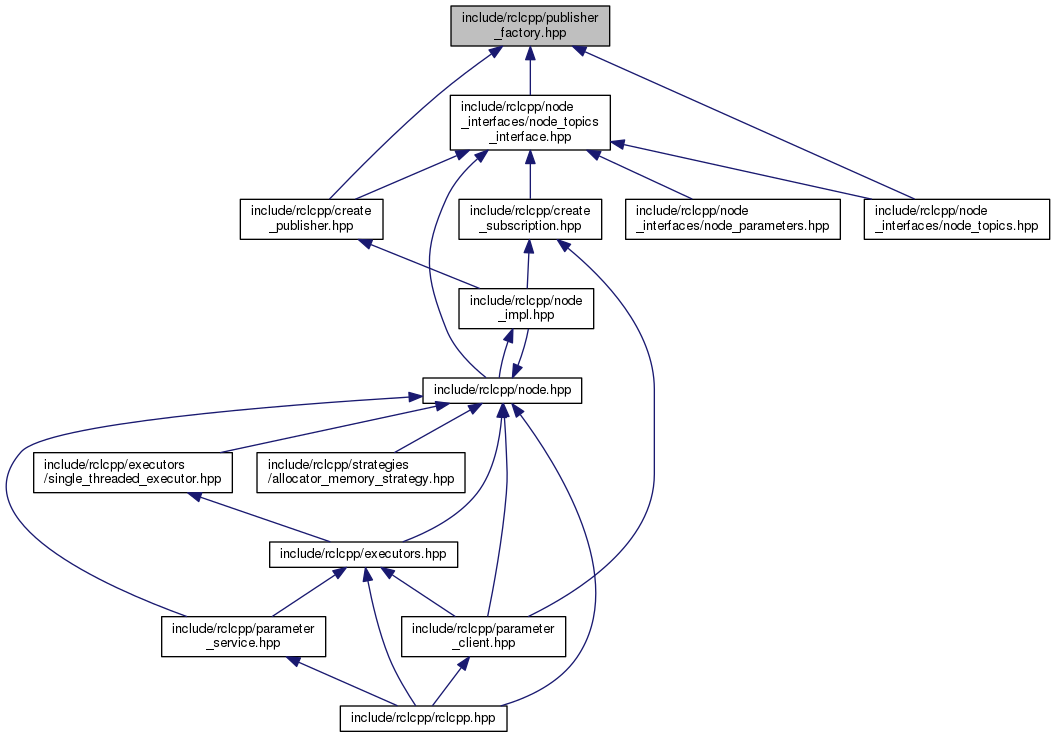 include/rclcpp/publisher
_factory.hpp
include/rclcpp/node
_interfaces/node_topics
_interface.hpp
include/rclcpp/create
_publisher.hpp
include/rclcpp/create
_subscription.hpp
include/rclcpp/node
_interfaces/node_parameters.hpp
include/rclcpp/node
_interfaces/node_topics.hpp
include/rclcpp/node
_impl.hpp
include/rclcpp/node.hpp
include/rclcpp/executors
/single_threaded_executor.hpp
include/rclcpp/strategies
/allocator_memory_strategy.hpp
include/rclcpp/executors.hpp
include/rclcpp/parameter
_service.hpp
include/rclcpp/parameter
_client.hpp
include/rclcpp/rclcpp.hpp